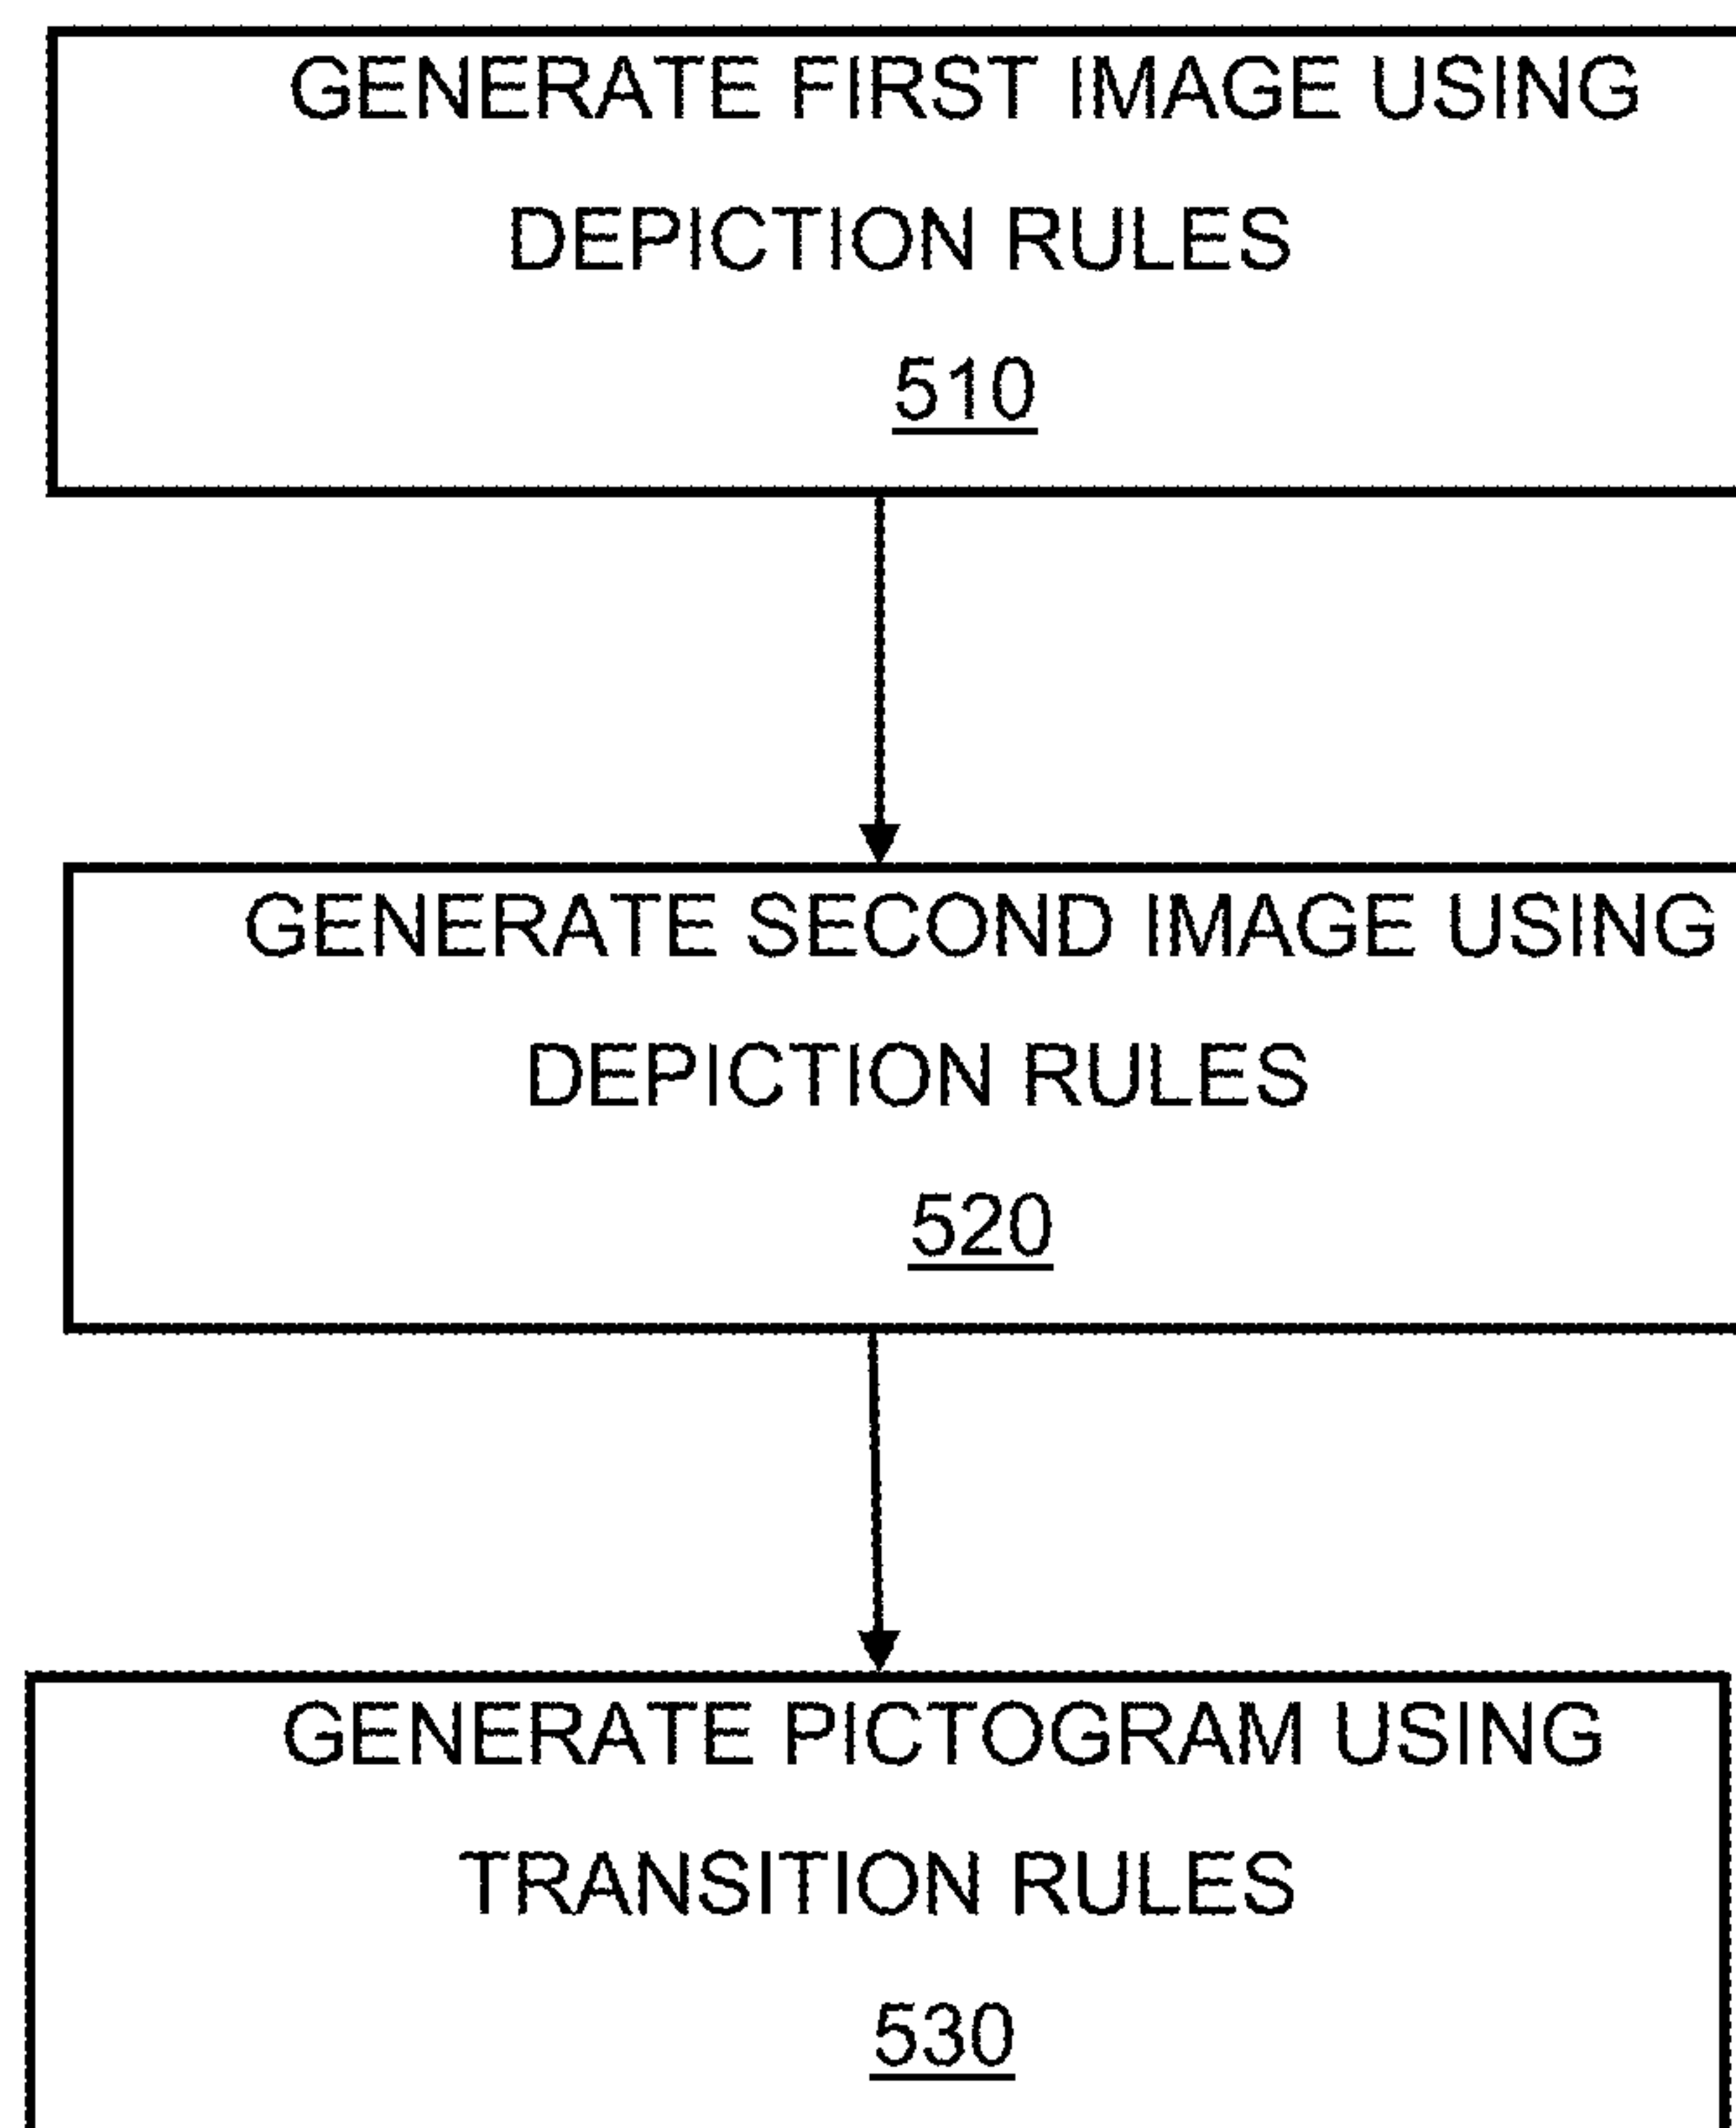 GENERATE FIRST IMAGE USING
DEPICTION RULES
510
GENERATE SECOND IMAGE USING
DEPICTION RULES
520
GENERATE PICTOGRAM USING
TRANSITION RULES
530